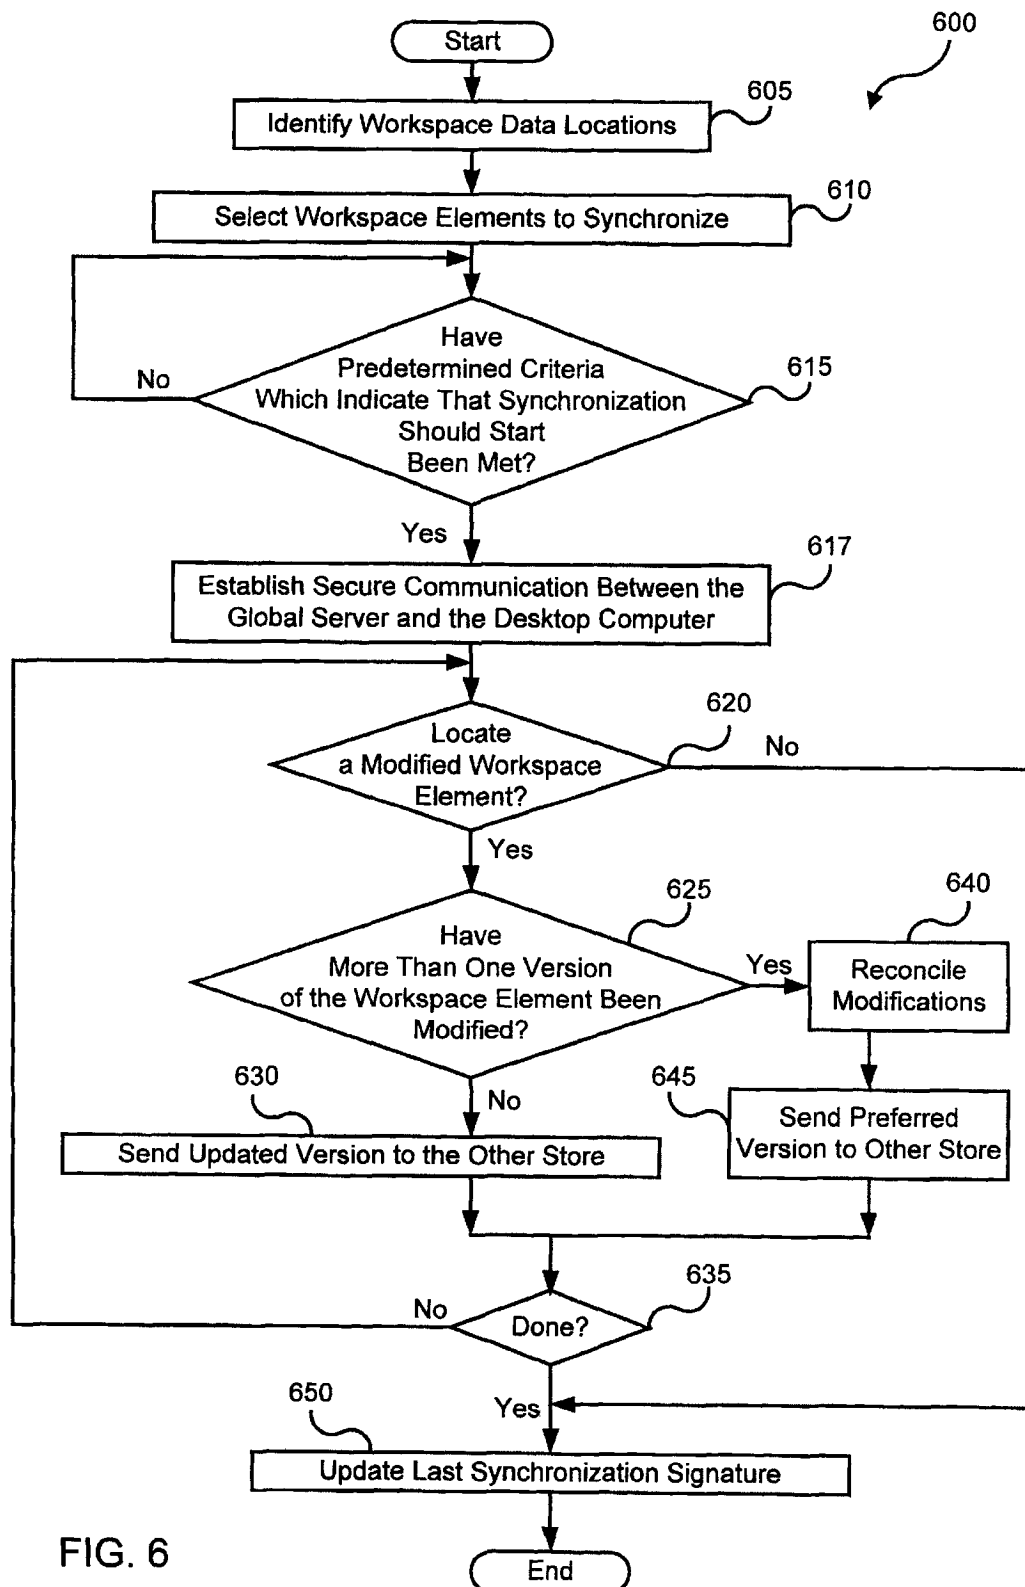 Start
600
605
Identify Workspace Data Locations
610
Select Workspace Elements to Synchronize
Have
Predetermined Criteria
Which Indicate That Synchronization
Should Start
Been Met?
615
No
Yes
617
Establish Secure Communication Between the
Global Server and the Desktop Computer
620
Locate
a Modified Workspace
Element?
No
Yes
625
640
Have
More Than One Version
of the Workspace Element Been
Modified?
Yes
Reconcile
Modifications
630
No
645
Send Updated Version to the Other Store
Send Preferred
Version to Other Store
635
No
Done?
650
Yes
Update Last Synchronization Signature
FIG. 6
End